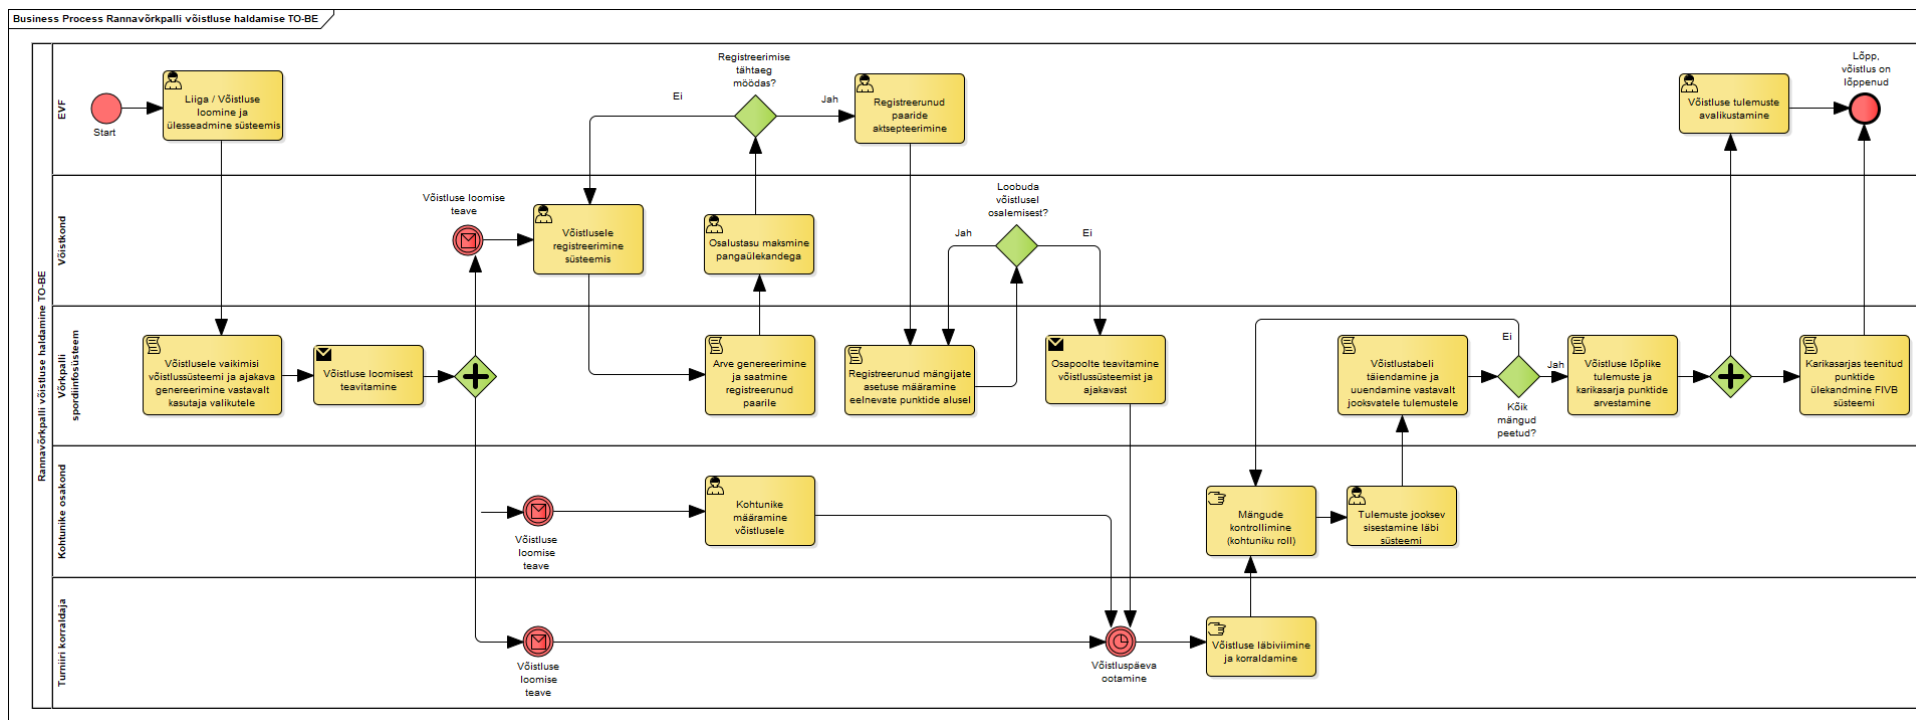 Business Process Rannavõrkpalli võistluse haldamise TO-BE
Rannavõrkpalli võistluse haldamine TO-BE
EVF
Start
Liiga / Võistluse
loomine ja
ülesseadmine süsteemis
Registreerimise
tähtaeg
möödas?
Ei
Jah
Registreerunud
paaride
aktsepteerimine
Võistluse tulemuste
avalikustamine
Lõpp,
võistlus on
lõppenud
Võistkond
Võistluse loomise
teave
Võistlusele
registreerimine
süsteemis
Osalustasu maksmine
pangaülekandega
Loobuda
võistlusel
osalemisest?
Jah
Ei
Võrkpalli
spordiinfosüsteem
Võistlusele vaikimisi
võistlussüsteemi ja ajakava
genereerimine vastavalt
kasutaja valikutele
Võistluse loomisest
teavitamine
Arve genereerimine
ja saatmine
registreerunud
paarile
Registreerunud mängijate
asetuse määramine
eelnevate punktide alusel
Osapoolte teavitamine
võistlussüsteemist ja
ajakavast
Võistlustabeli
täiendamine ja
uuendamine vastavalt
jooksvatele tulemustele
Ei
Jah
Kõik
mängud
peetud?
Võistluse lõplike
tulemuste ja
karikasarja punktide
arvestamine
Karikasarjas teenitud
punktide
ülekandmine FIVB
süsteemi
Kohtunike osakond
Võistluse
loomise
teave
Kohtunike
määramine
võistlusele
Mängude
kontrollimine
(kohtuniku roll)
Tulemuste jooksev
sisestamine läbi
süsteemi
Turniiri korraldaja
Võistluse
loomise
teave
Võistluspäeva
ootamine
Võistluse läbiviimine
ja korraldamine